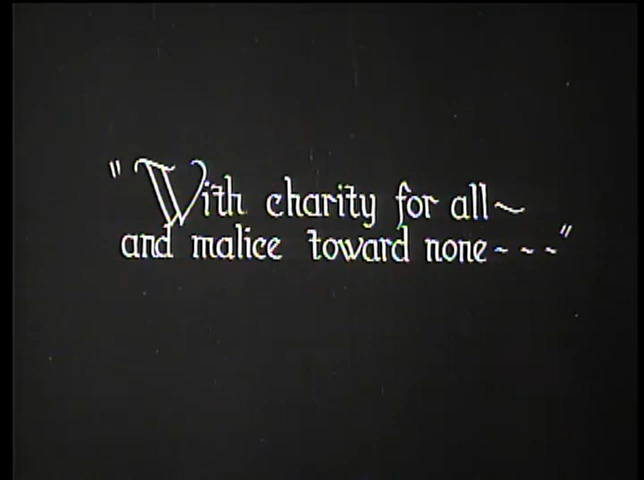 "With charity for all~
and malice toward none~ ~ ~"